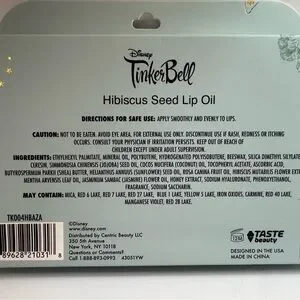 Disney
TinkerBell
Hibiscus Seed Lip Oil
DIRECTIONS FOR SAFE USE: APPLY SMOOTHLY AND EVENLY TO LIPS.
CAUTION: NOT TO BE EATEN. AVOID EYE AREA. FOR EXTERNAL USE ONLY. DISCONTINUE USE IF RASH, REDNESS OR ITCHING
OCCURS. CONSULT YOUR PHYSICIAN IF IRRITATION PERSISTS. KEEP OUT OF REACH OF
CHILDREN EXCEPT UNDER ADULT SUPERVISION.
INGREDIENTS: ETHYLHEXYL PALMITATE, MINERAL OIL, POLYBUTENE, HYDROGENATED POLYISOBUTENE, BEESWAX, SILICA DIMETHYL SILYLATE,
CERESIN, SIMMONDSIA CHINENSIS (JOJOBA) SEED OIL, COCOS NUCIFERA (COCONUT) OIL, TOCOPHERYL ACETATE, ASCORBIC ACID,
BUTYROSPERMUM PARKII (SHEA) BUTTER, HELIANTHUS ANNUUS (SUNFLOWER) SEED OIL, ROSA CANINA FRUIT OIL, HIBISCUS MUTABILIS FLOWER EXTRACT,
MENTHA ARVENSIS LEAF OIL, JASMINUM SAMBAC (JASMINE) FLOWER EXTRACT, HONEY, SODIUM HYALURONATE, PHENOXYETHANOL,
FRAGRANCE, SODIUM SACCHARIN.
MAY CONTAIN: MICA, RED 6 LAKE, RED 7 LAKE, RED 27 LAKE, BLUE 1 LAKE, YELLOW 5 LAKE, IRON OXIDES, CARMINE, RED 40 LAKE,
MANGANESE VIOLET, RED 28 LAKE.
TKD04HBAZA
89628 21031 8
©Disney
www.disney.com
Distributed by Centric Beauty LLC
350 5th Avenue
New York, NY 10118
Questions or Comments?
Call 1-888-893-0992 43051YW
12M
TASTE
beauty
DESIGNED IN THE USA
MADE IN CHINA